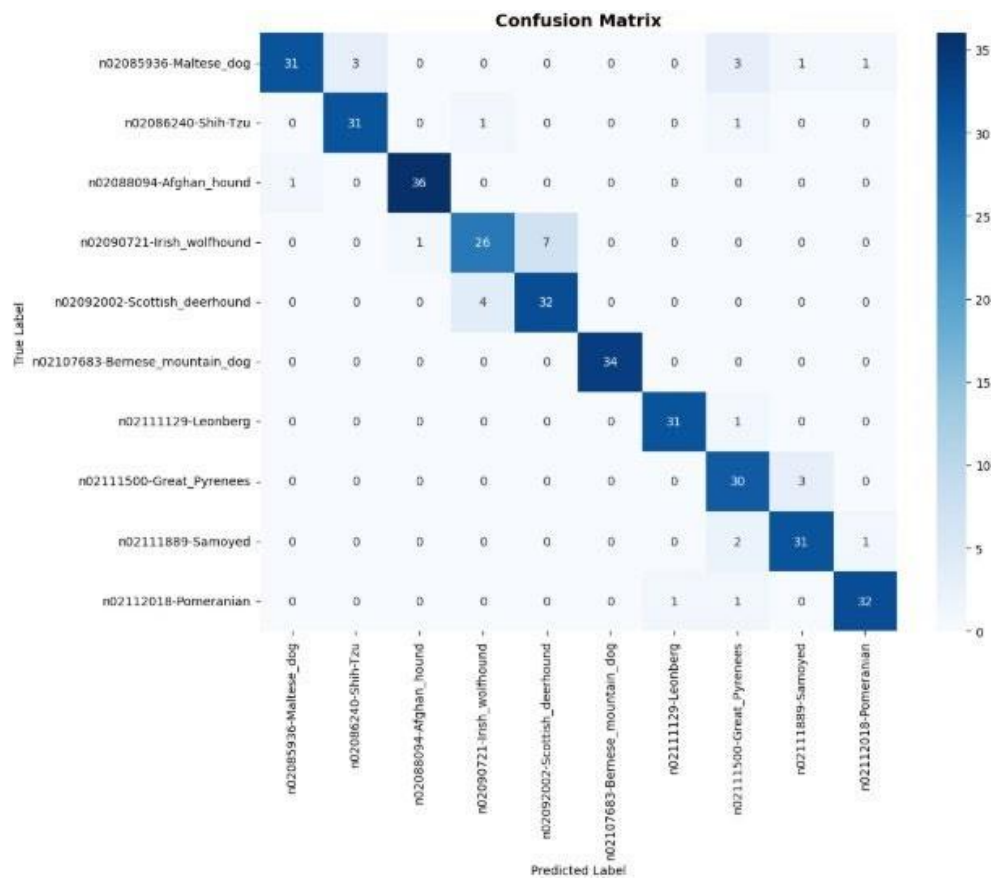 Confusion Matrix
n02085936-Maltese_dog 31 3 0 0 0 0 0 3 1 1
n02086240-Shih-Tzu 0 31 0 1 0 0 0 1 0 0
n02088094-Afghan_hound 1 0 36 0 0 0 0 0 0 0
n02090721-Irish_wolfhound 0 0 1 26 7 0 0 0 0 0
n02092002-Scottish_deerhound 0 0 0 4 32 0 0 0 0 0
n02107683-Bernese_mountain_dog 0 0 0 0 0 34 0 0 0 0
n02111129-Leonberg 0 0 0 0 0 0 31 1 0 0
n02111500-Great_Pyrenees 0 0 0 0 0 0 0 30 3 0
n02111889-Samoyed 0 0 0 0 0 0 0 2 31 1
n02112018-Pomeranian 0 0 0 0 0 0 1 1 0 32
True Label
n02085936-Maltese_dog
n02086240-Shih-Tzu
n02088094-Afghan_hound
n02090721-Irish_wolfhound
n02092002-Scottish_deerhound
n02107683-Bernese_mountain_dog
n02111129-Leonberg
n02111500-Great_Pyrenees
n02111889-Samoyed
n02112018-Pomeranian
Predicted Label
35
30
25
20
15
10
5
0